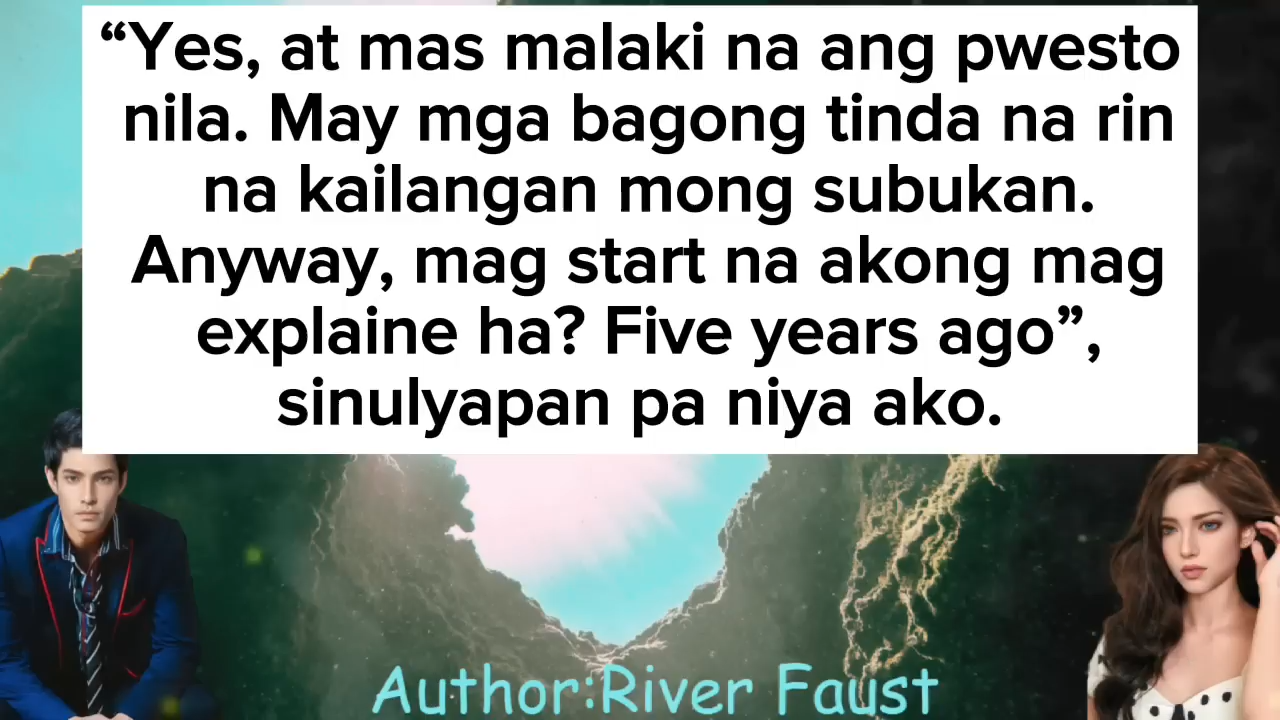 “Yes, at mas malaki na ang pwesto
nila. May mga bagong tinda na rin
na kailangan mong subukan.
Anyway, mag start na akong mag
explaine ha? Five years ago”,
sinulyapan pa niya ako.
Author:River Faust